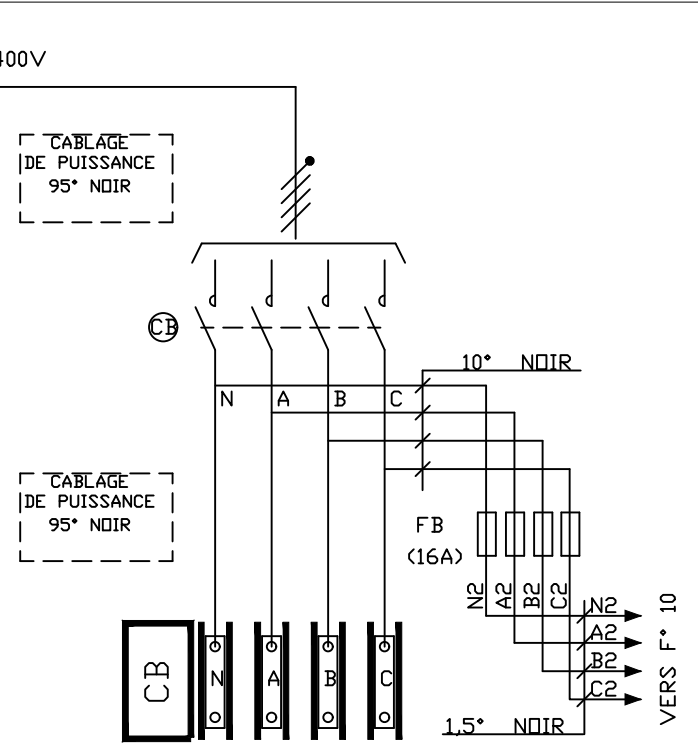 400V
CABLAGE
DE PUISSANCE
95° NOIR
CB
10° NOIR
N A B C
CABLAGE
DE PUISSANCE
95° NOIR
FB
(16A)
N2 A2 B2 C2
N2
A2
B2
C2
VERS F° 10
CB
N A B C
1,5° NOIR